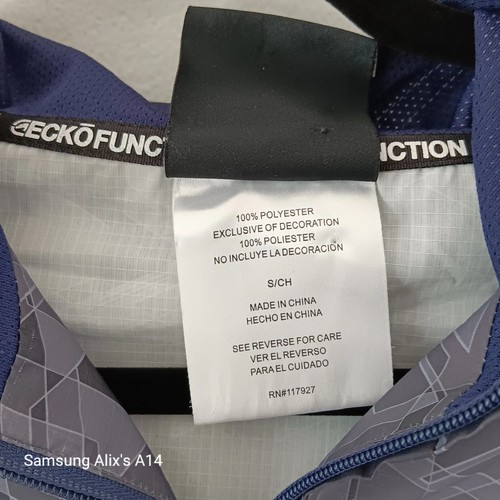 ECKŌFUNC
NCTION
100% POLYESTER
EXCLUSIVE OF DECORATION
100% POLIESTER
NO INCLUYE LA DECORACIÓN
S/CH
MADE IN CHINA
HECHO EN CHINA
SEE REVERSE FOR CARE
VER EL REVERSO
PARA EL CUIDADO
RN#117927
Samsung Alix's A14